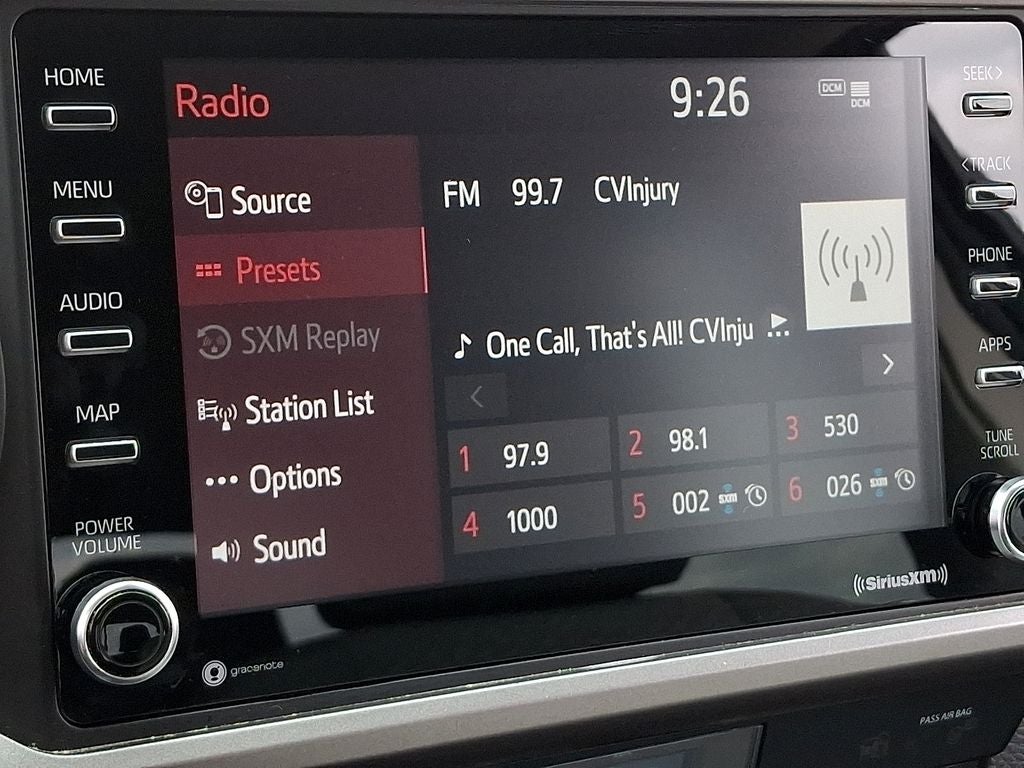 HOME
MENU
AUDIO
MAP
POWER
VOLUME
Radio
9:26
DCM
DCM
Source
Presets
SXM Replay
Station List
Options
Sound
FM 99.7 CVInjury
One Call, That's All! CVInju ...
1 97.9
2 98.1
3 530
4 1000
5 002 sxm
6 026 sxm
SEEK>
<TRACK
PHONE
APPS
TUNE
SCROLL
((SiriusXM))
gracenote
PASS AIR BAG